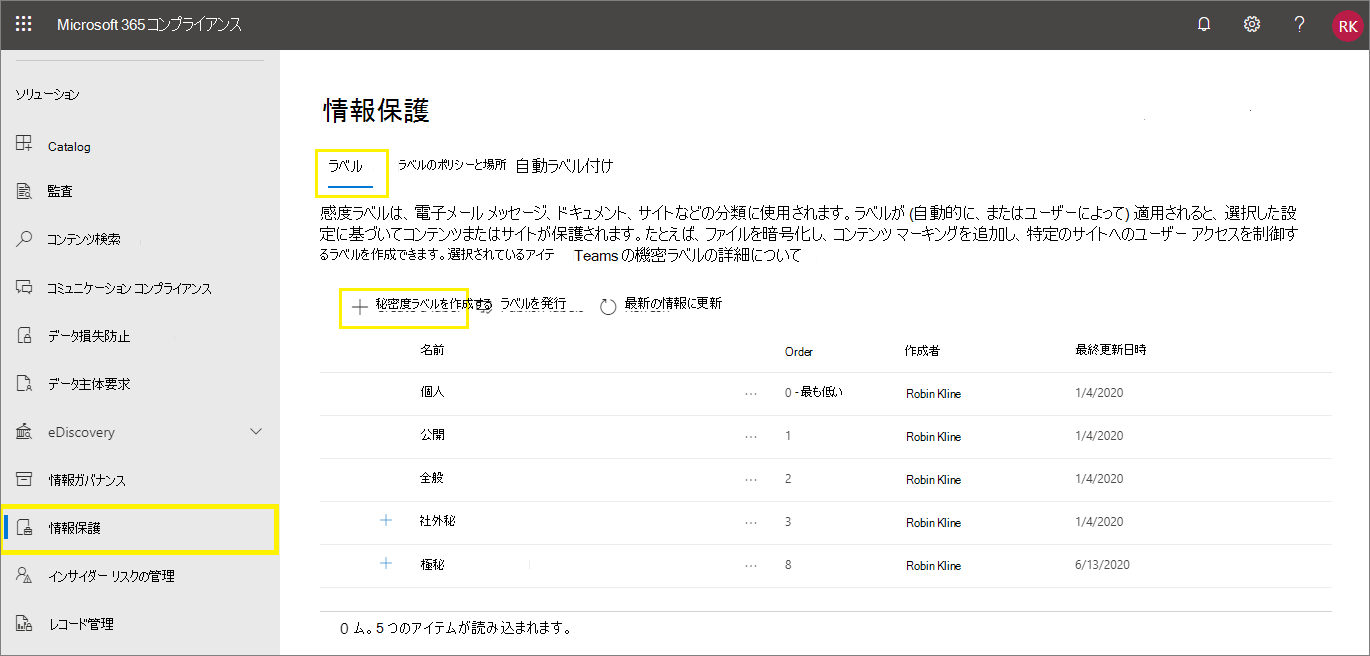 Microsoft 365コンプライアンス
?
RK
ソリューション
Catalog
監査
コンテンツ検索
コミュニケーション コンプライアンス
データ損失防止
データ主体要求
eDiscovery
情報ガバナンス
情報保護
インサイダー リスクの管理
レコード管理
情報保護
ラベル ラベルのポリシーと場所 自動ラベル付け
感度ラベルは、電子メール メッセージ、ドキュメント、サイトなどの分類に使用されます。ラベルが (自動的に、またはユーザーによって) 適用されると、選択した設
定に基づいてコンテンツまたはサイトが保護されます。たとえば、ファイルを暗号化し、コンテンツ マーキングを追加し、特定のサイトへのユーザー アクセスを制御す
るラベルを作成できます。選択されているアイテ Teams の機密ラベルの詳細について
秘密度ラベルを作成する ラベルを発行 最新の情報に更新
名前 Order 作成者 最終更新日時
個人 ... 0 - 最も低い Robin Kline 1/4/2020
公開 ... 1 Robin Kline 1/4/2020
全般 ... 2 Robin Kline 1/4/2020
+ 社外秘 ... 3 Robin Kline 1/4/2020
+ 極秘 ... 8 Robin Kline 6/13/2020
0 ム。5 つのアイテムが読み込まれます。